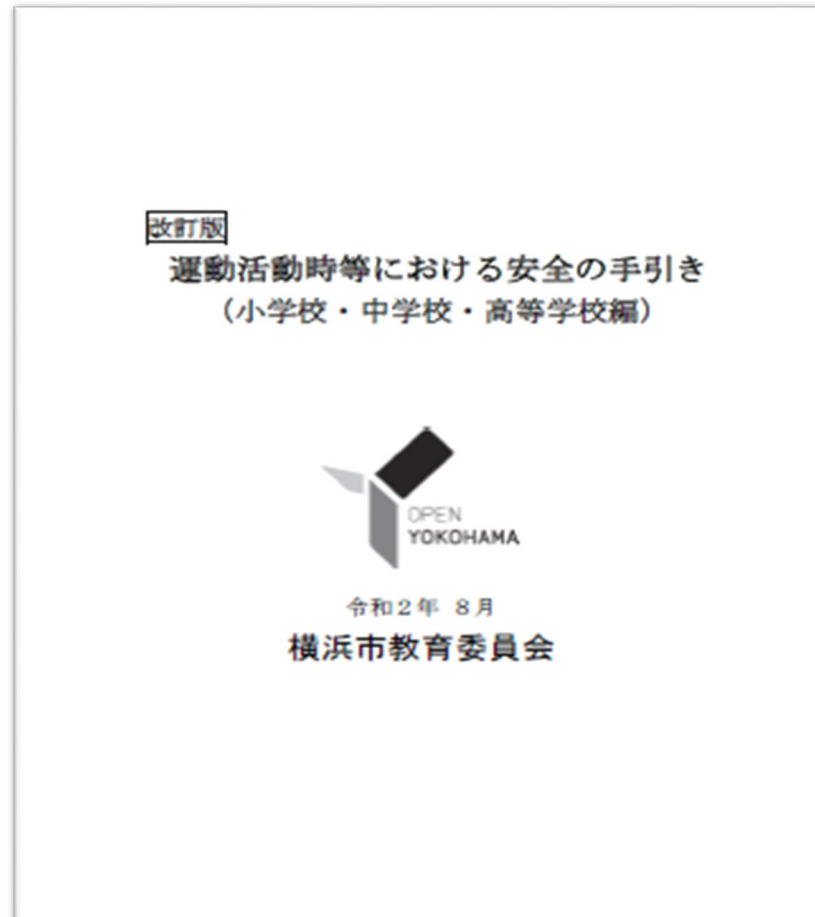 改訂版
運動活動時等における安全の手引き
（小学校・中学校・高等学校編）
OPEN
YOKOHAMA
令和２年 ８月
横浜市教育委員会